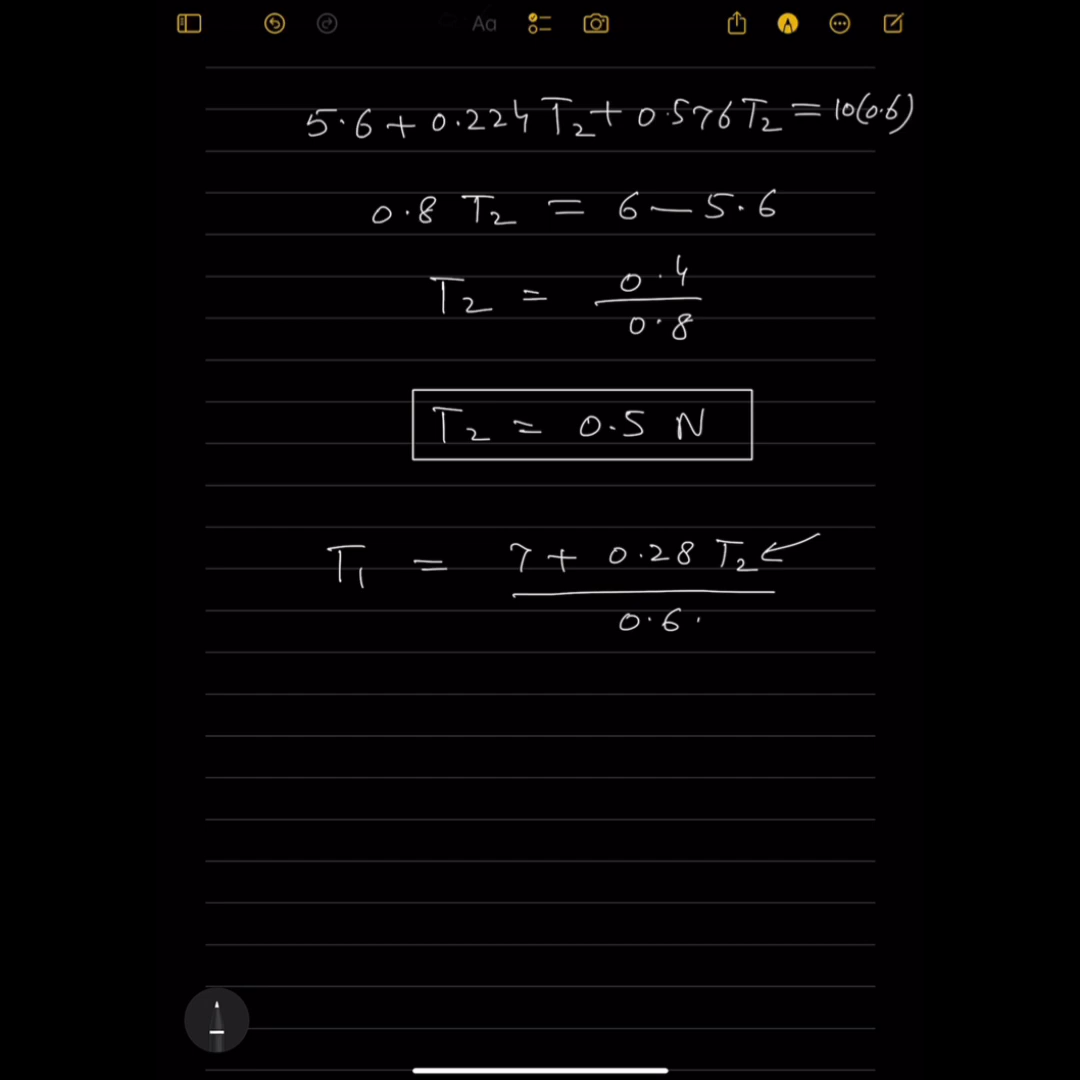 Aa
5.6 + 0.224 T₂ + 0.576 T₂ = 10(0.6)
0.8 T₂ = 6 – 5.6
T₂ = 0.4 / 0.8
T₂ = 0.5 N
T₁ = 7 + 0.28 T₂ / 0.6